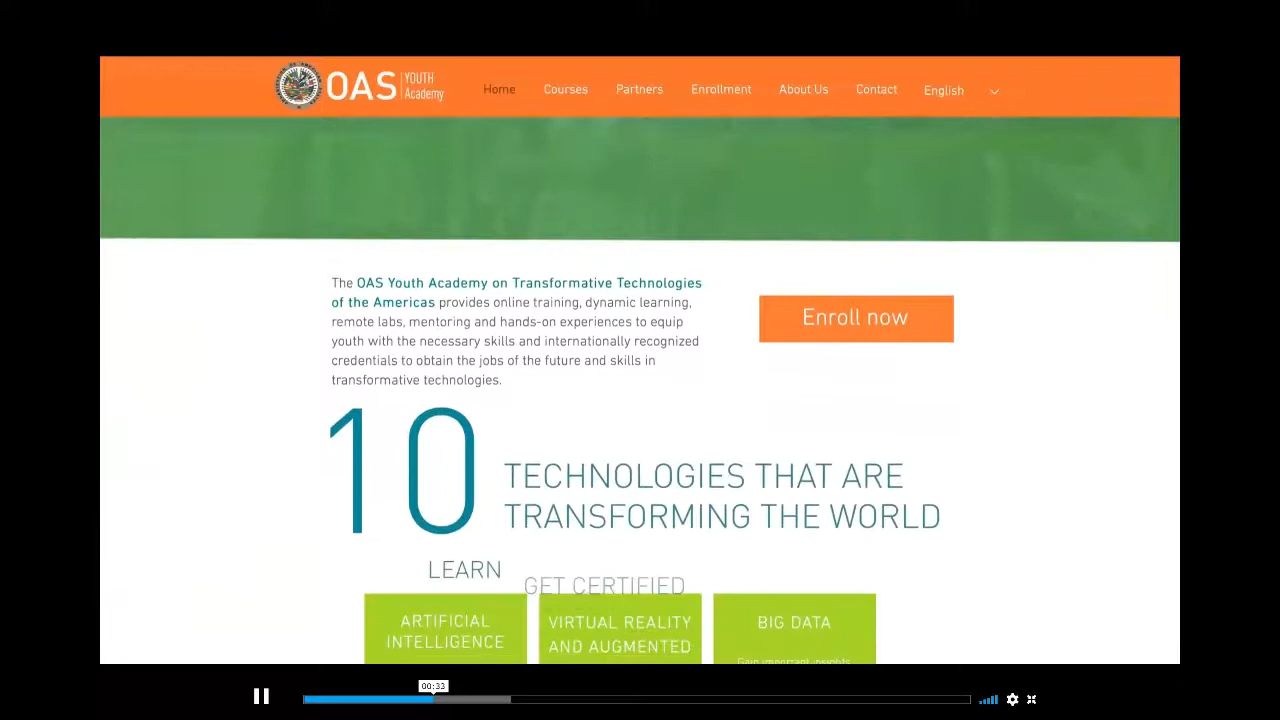 OAS YOUTH Academy
Home Courses Partners Enrollment About Us Contact English
The OAS Youth Academy on Transformative Technologies
of the Americas provides online training, dynamic learning,
remote labs, mentoring and hands-on experiences to equip
youth with the necessary skills and internationally recognized
credentials to obtain the jobs of the future and skills in
transformative technologies.
Enroll now
10
TECHNOLOGIES THAT ARE
TRANSFORMING THE WORLD
LEARN
GET CERTIFIED
ARTIFICIAL
INTELLIGENCE
VIRTUAL REALITY
AND AUGMENTED
BIG DATA
Gain important insights
00:33